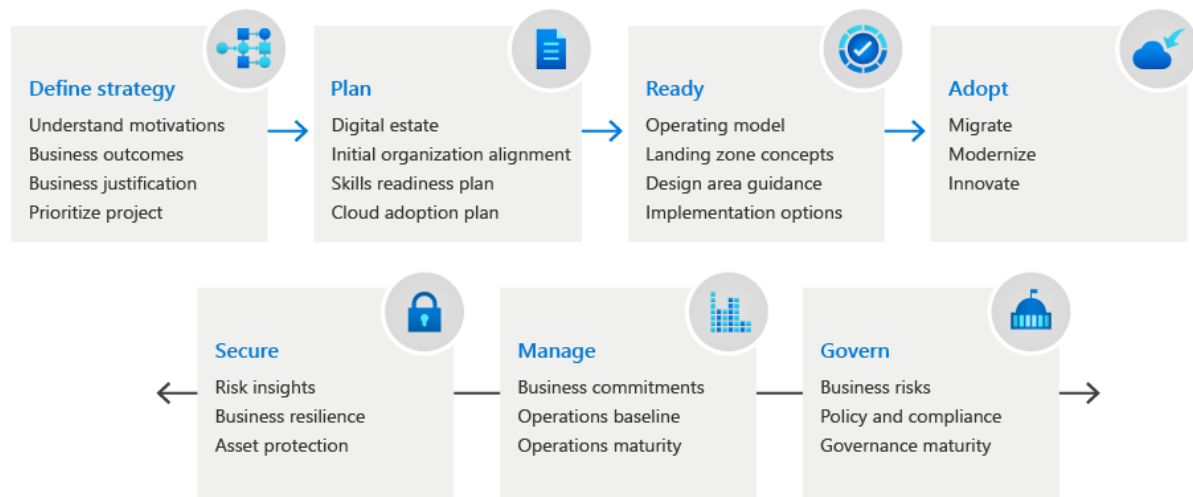 Define strategy
Understand motivations
Business outcomes
Business justification
Prioritize project
Plan
Digital estate
Initial organization alignment
Skills readiness plan
Cloud adoption plan
Ready
Operating model
Landing zone concepts
Design area guidance
Implementation options
Adopt
Migrate
Modernize
Innovate
Secure
Risk insights
Business resilience
Asset protection
Manage
Business commitments
Operations baseline
Operations maturity
Govern
Business risks
Policy and compliance
Governance maturity